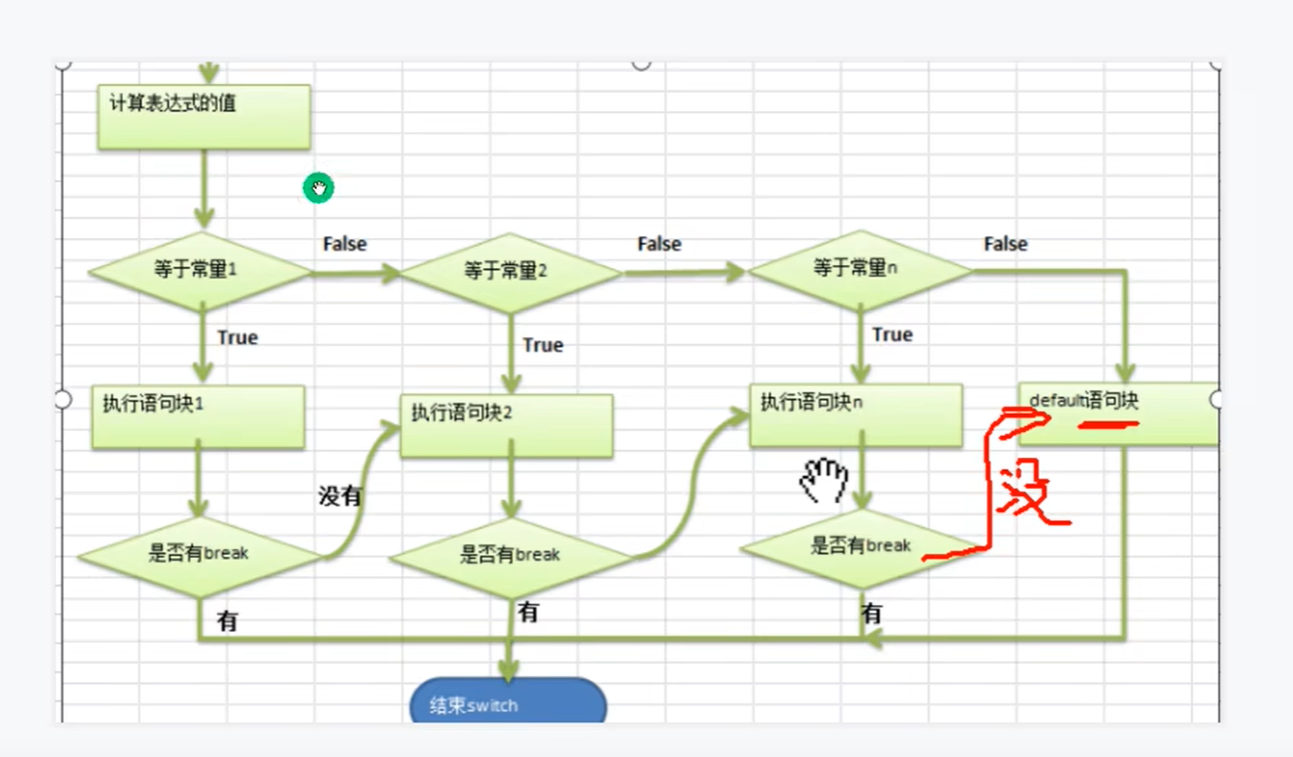 计算表达式的值
False
False
False
等于常量1
等于常量2
等于常量n
True
True
True
执行语句块1
执行语句块2
执行语句块n
default语句块
没有
没
是否有break
是否有break
是否有break
有
有
有
结束switch